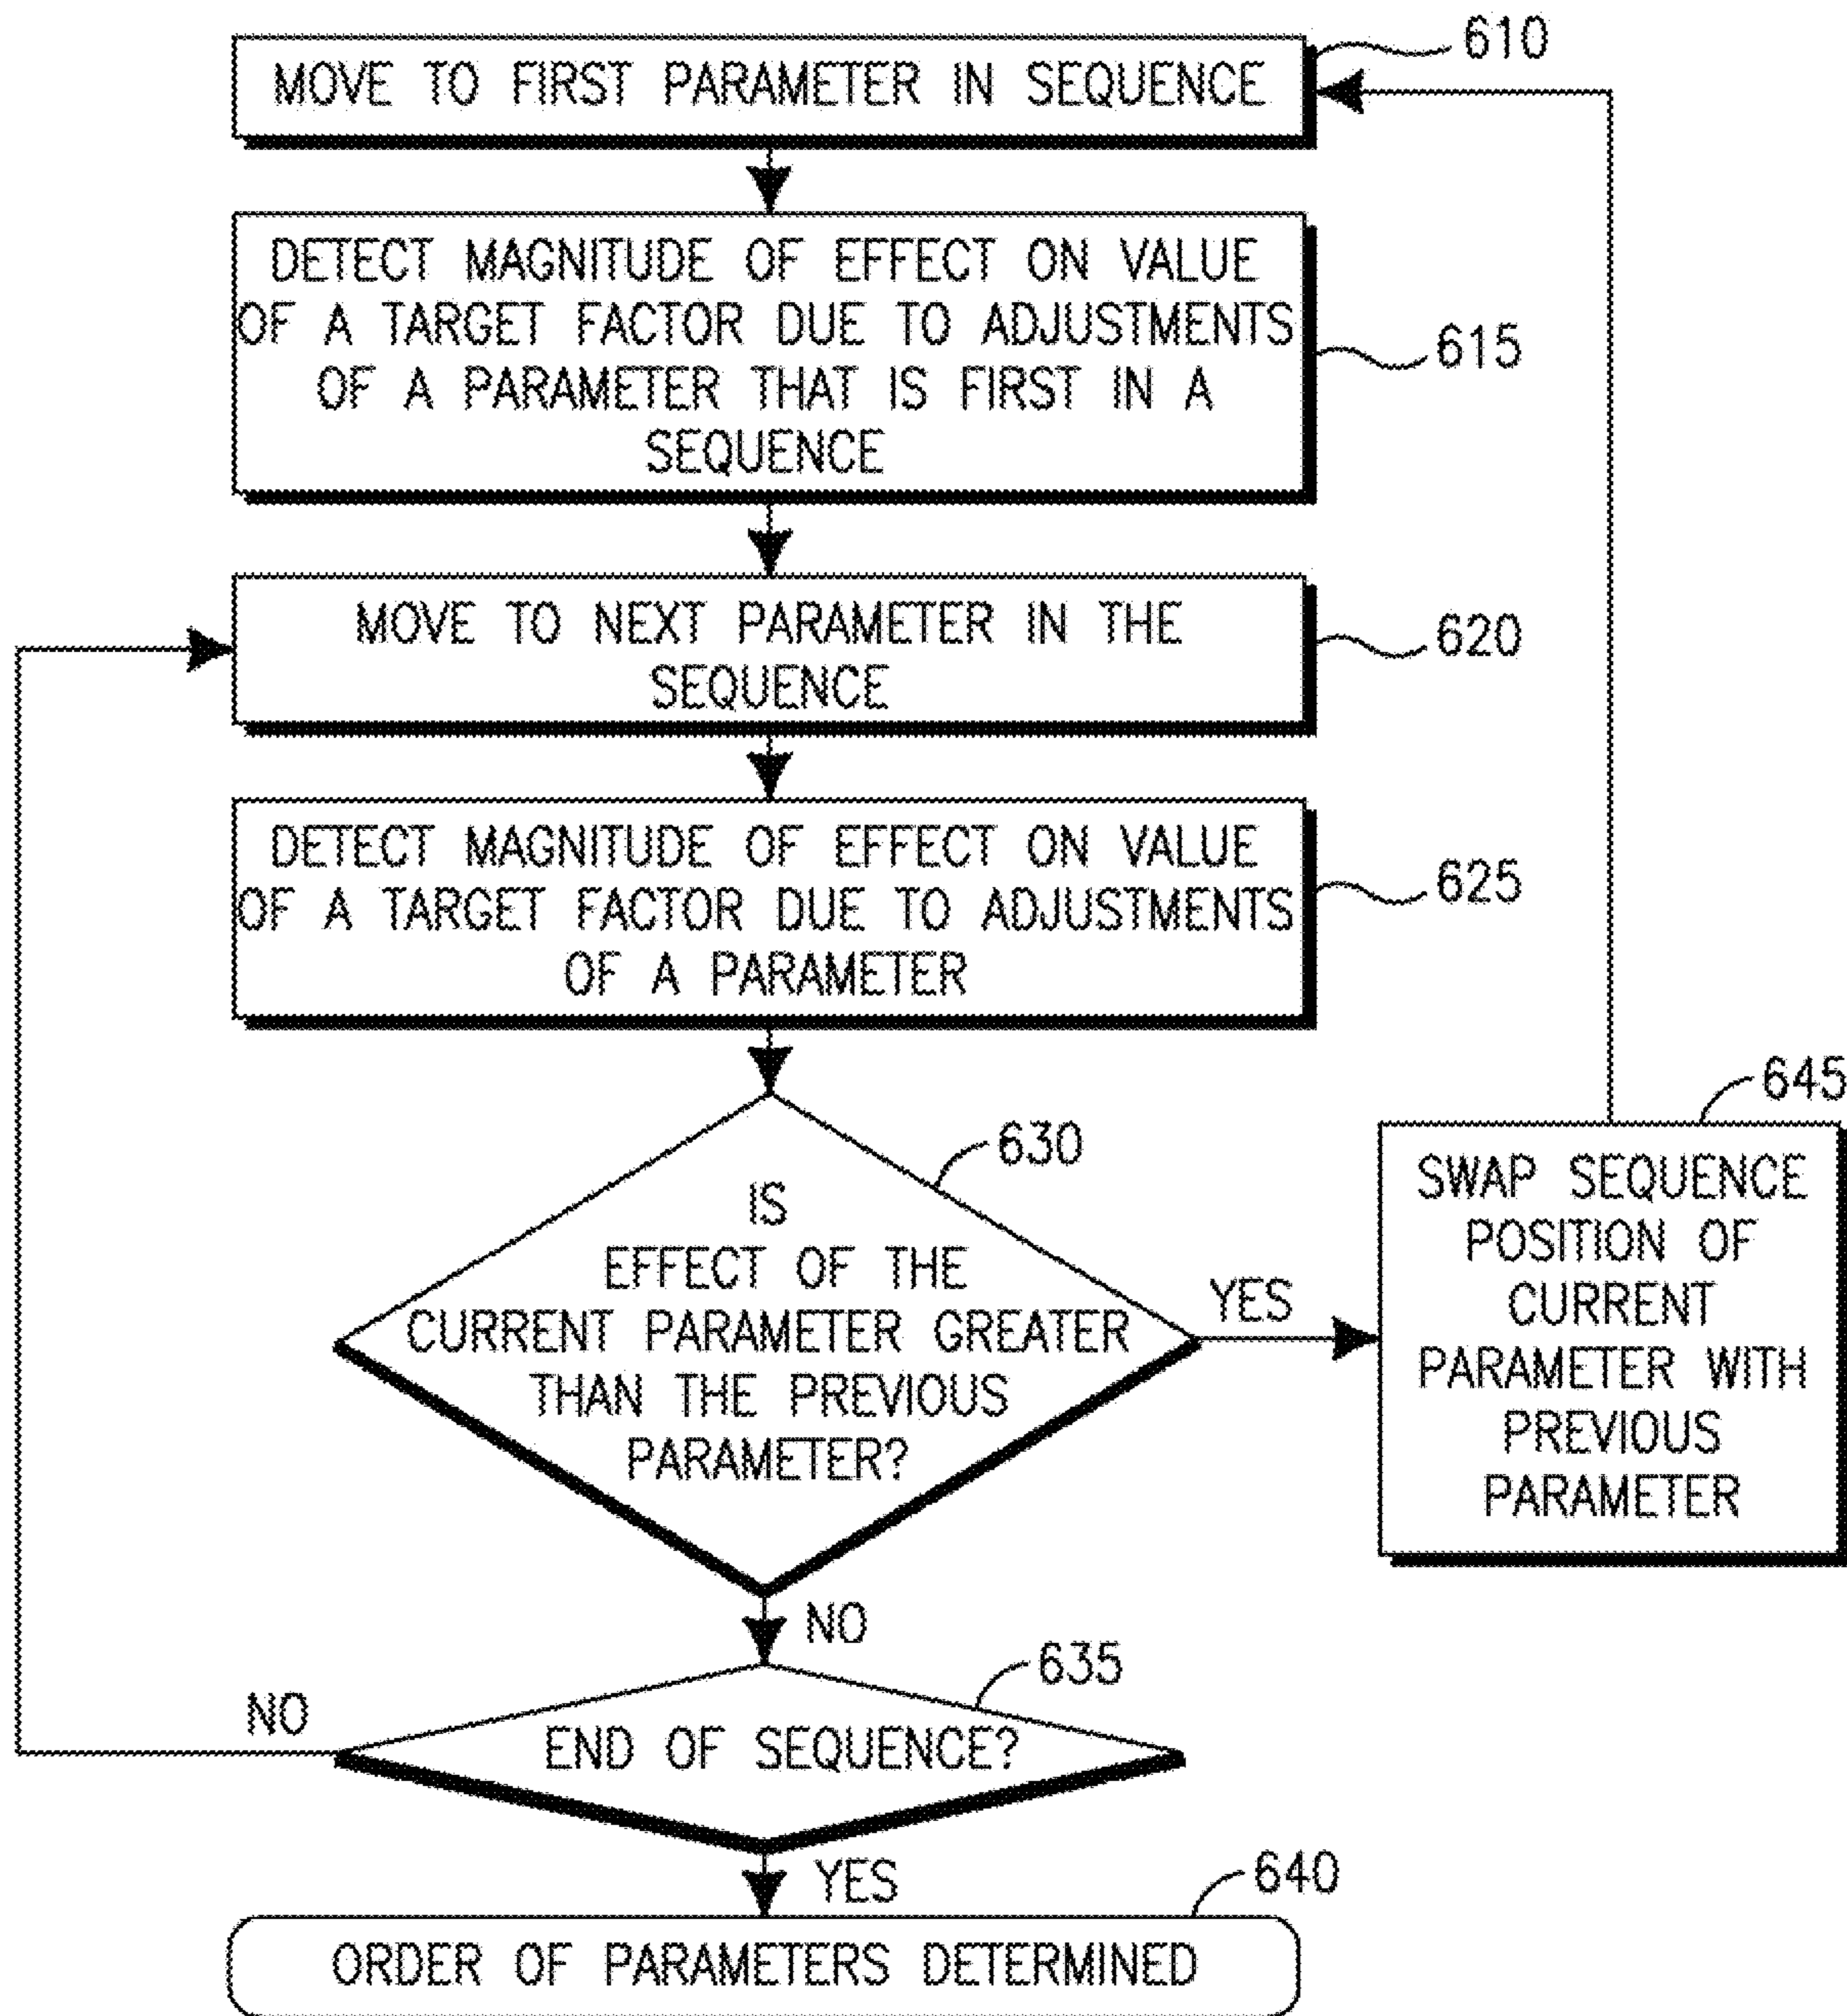 610
MOVE TO FIRST PARAMETER IN SEQUENCE
DETECT MAGNITUDE OF EFFECT ON VALUE
OF A TARGET FACTOR DUE TO ADJUSTMENTS
OF A PARAMETER THAT IS FIRST IN A
SEQUENCE
615
MOVE TO NEXT PARAMETER IN THE
SEQUENCE
620
DETECT MAGNITUDE OF EFFECT ON VALUE
OF A TARGET FACTOR DUE TO ADJUSTMENTS
OF A PARAMETER
625
630
IS
EFFECT OF THE
CURRENT PARAMETER GREATER
THAN THE PREVIOUS
PARAMETER?
YES
645
SWAP SEQUENCE
POSITION OF
CURRENT
PARAMETER WITH
PREVIOUS
PARAMETER
NO
635
END OF SEQUENCE?
NO
YES
640
ORDER OF PARAMETERS DETERMINED